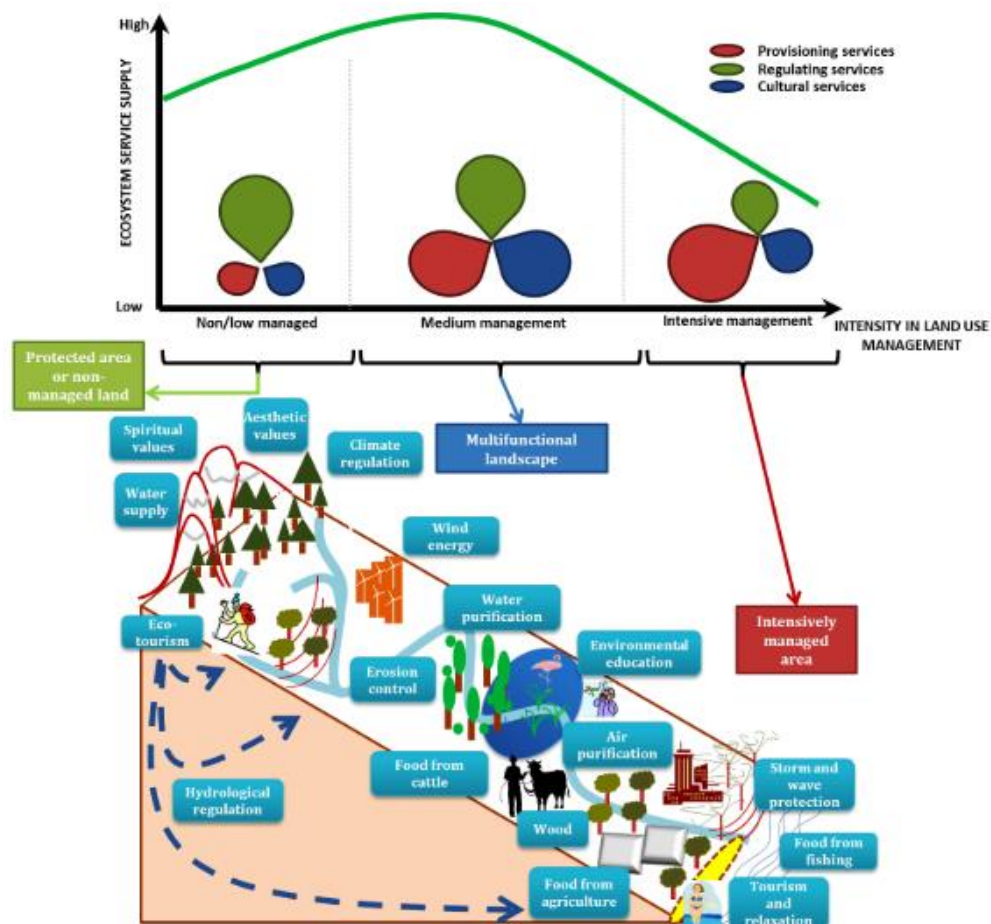 High
ECOSYSTEM SERVICE SUPPLY
Low
Provisioning services
Regulating services
Cultural services
Non/low managed
Medium management
Intensive management
INTENSITY IN LAND USE
MANAGEMENT
Protected area
or non-
managed land
Multifunctional
landscape
Intensively
managed
area
Spiritual
values
Aesthetic
values
Climate
regulation
Water
supply
Wind
energy
Water
purification
Eco-
tourism
Erosion
control
Environmental
education
Air
purification
Food from
cattle
Storm and
wave
protection
Hydrological
regulation
Wood
Food from
fishing
Food from
agriculture
Tourism
and
relaxation